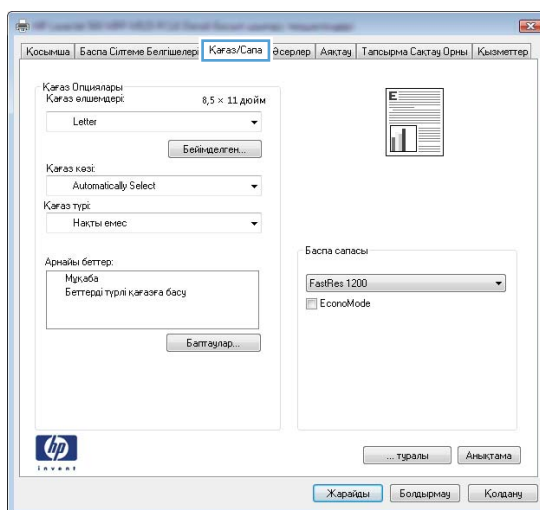 Қосымша Баспа Сілтеме Белгішелер Қағаз/Сапа Әсерлер Аяқтау Тапсырма Сақтау Орны Қызметтер
Қағаз Опциялары
Қағаз өлшемдері: 8,5 × 11 дюйм
Letter
Бейімделген...
Қағаз көзі:
Automatically Select
Қағаз түрі:
Нақты емес
Арнайы беттер:
Мұқаба
Беттерді түрлі қағазға басу
Баптаулар...
E
Баспа сапасы
FastRes 1200
EconoMode
hp
invent
... туралы Анықтама
Жарайды Болдырмау Қолдану